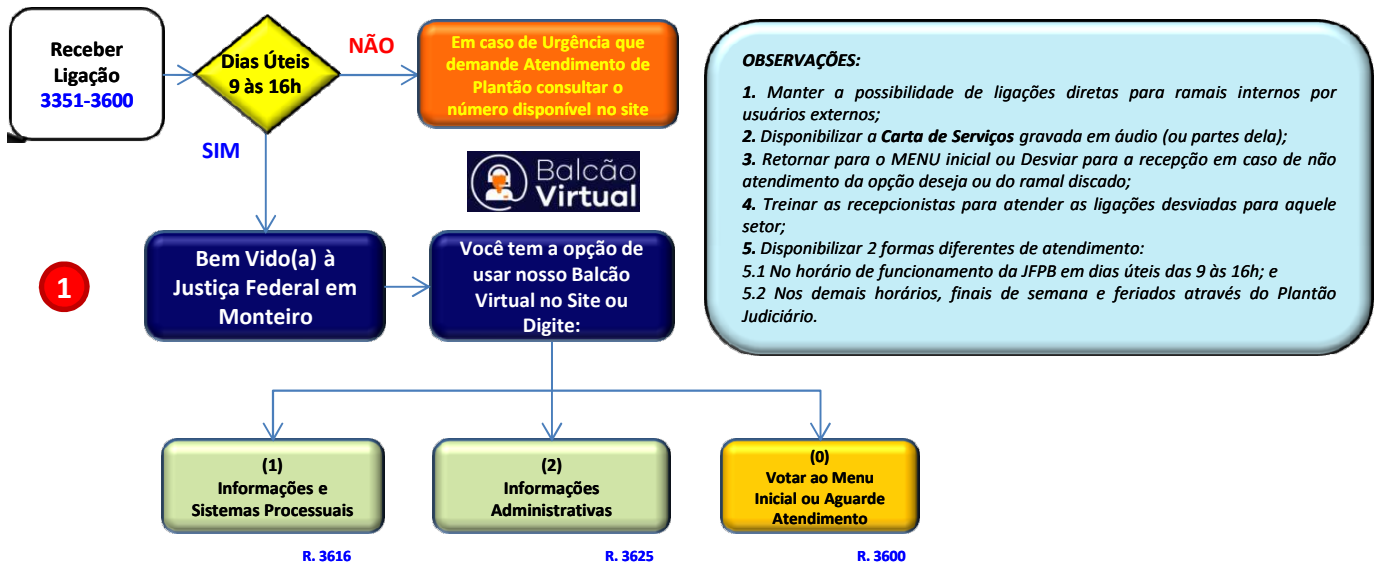 Receber
Ligação
3351-3600
Dias Úteis
9 às 16h
NÃO
SIM
Em caso de Urgência que
demande Atendimento de
Plantão consultar o
número disponível no site
Balcão
Virtual
1
Bem Vido(a) à
Justiça Federal em
Monteiro
Você tem a opção de
usar nosso Balcão
Virtual no Site ou
Digite:
OBSERVAÇÕES:
1. Manter a possibilidade de ligações diretas para ramais internos por
usuários externos;
2. Disponibilizar a Carta de Serviços gravada em áudio (ou partes dela);
3. Retornar para o MENU inicial ou Desviar para a recepção em caso de não
atendimento da opção deseja ou do ramal discado;
4. Treinar as recepcionistas para atender as ligações desviadas para aquele
setor;
5. Disponibilizar 2 formas diferentes de atendimento:
5.1 No horário de funcionamento da JFPB em dias úteis das 9 às 16h; e
5.2 Nos demais horários, finais de semana e feriados através do Plantão
Judiciário.
(1)
Informações e
Sistemas Processuais
R. 3616
(2)
Informações
Administrativas
R. 3625
(0)
Votar ao Menu
Inicial ou Aguarde
Atendimento
R. 3600